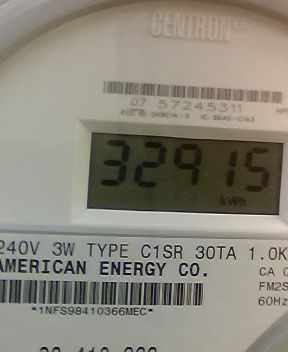 CENTRON
07 57245311
32915
kWh
240V 3W TYPE C1SR 30TA 1.0K
AMERICAN ENERGY CO. CA
FM2S
60Hz
*1NFS98410366MEC*